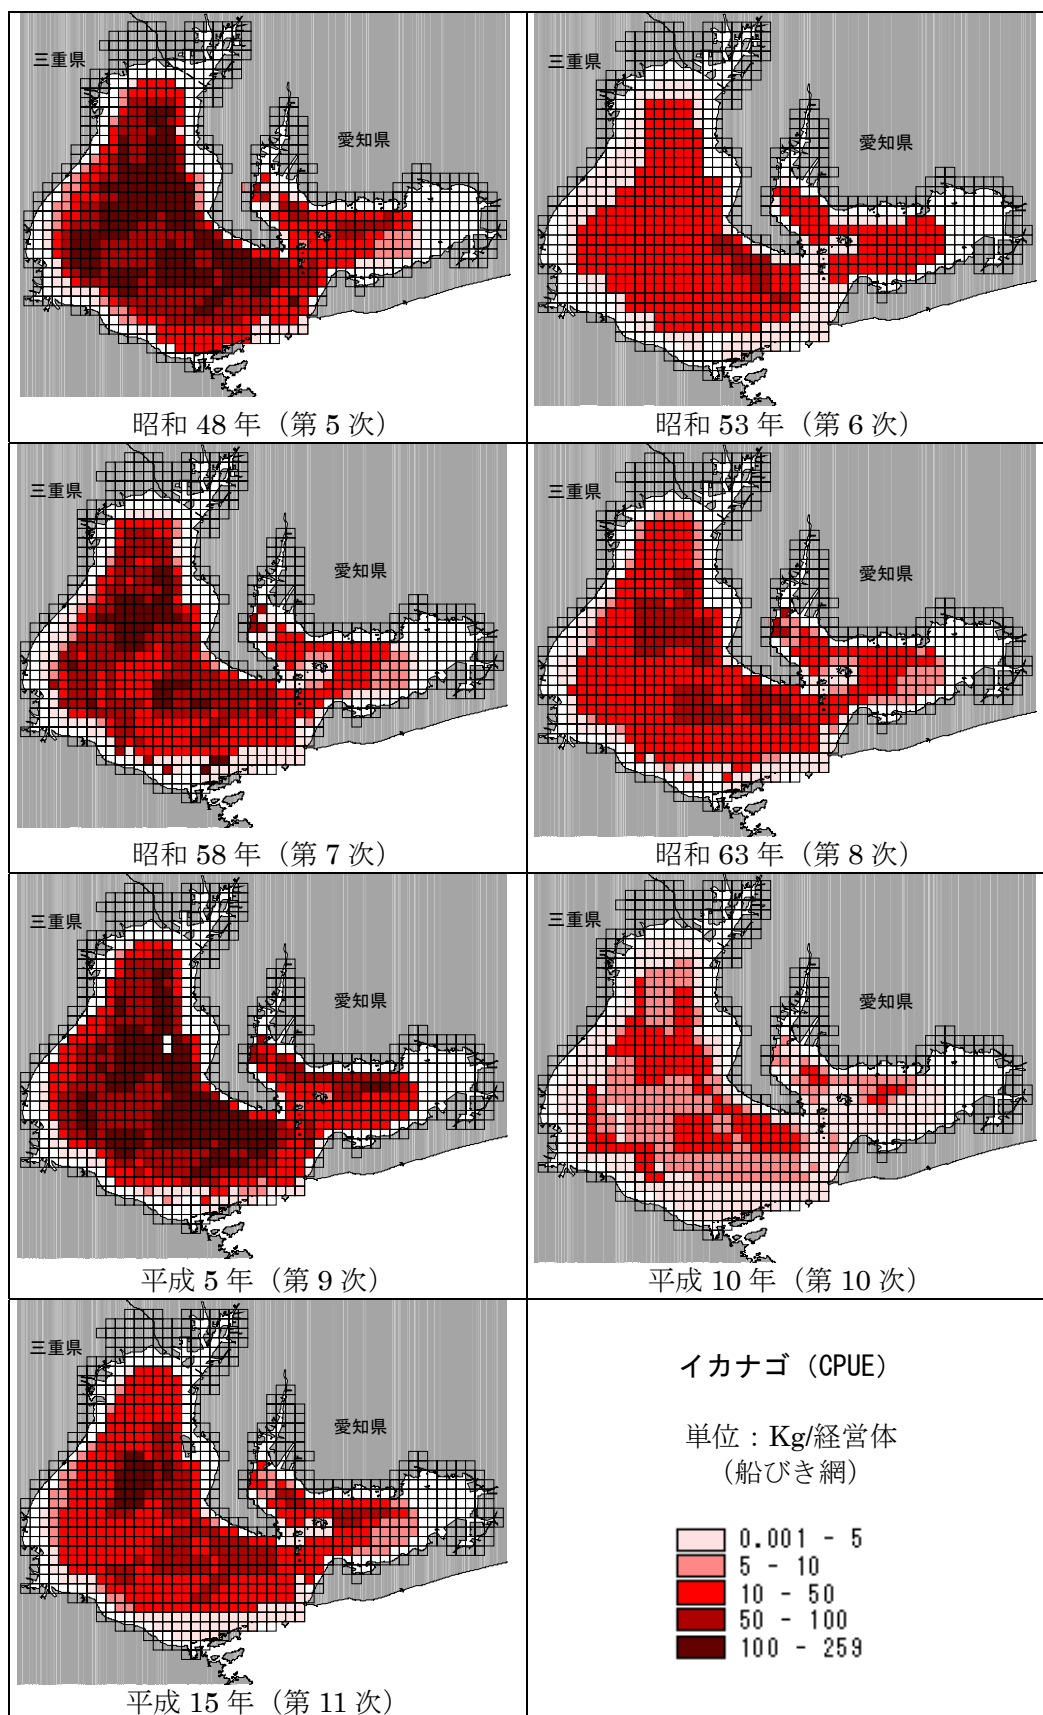 三重県
愛知県
昭和 48 年（第 5 次）
三重県
愛知県
昭和 53 年（第 6 次）
三重県
愛知県
昭和 58 年（第 7 次）
三重県
愛知県
昭和 63 年（第 8 次）
三重県
愛知県
平成 5 年（第 9 次）
三重県
愛知県
平成 10 年（第 10 次）
三重県
愛知県
平成 15 年（第 11 次）
イカナゴ（CPUE）
単位：Kg/経営体
（船びき網）
0.001 - 5
5 - 10
10 - 50
50 - 100
100 - 259